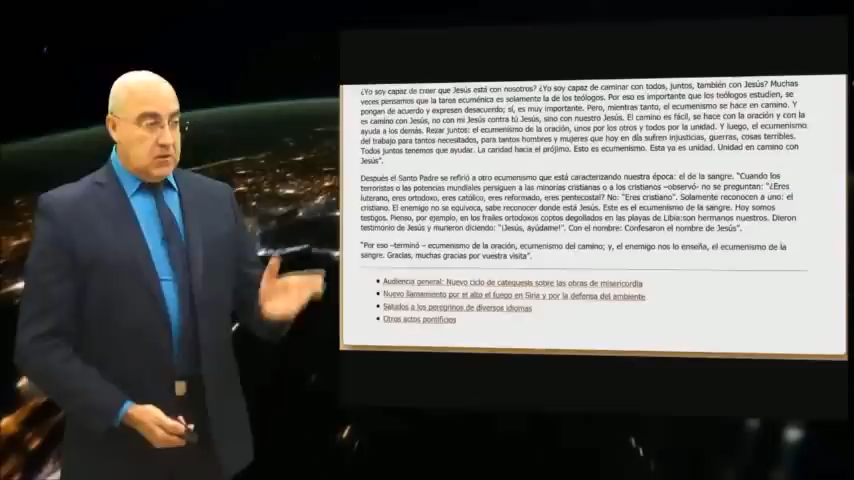 ¿Yo soy capaz de creer que Jesús está con nosotros? ¿Yo soy capaz de caminar con todos, juntos, también con Jesús? Muchas
veces pensamos que la tarea ecuménica es solamente la de los teólogos. Por eso es importante que los teólogos estudien, se
pongan de acuerdo y expresen desacuerdo; sí, es muy importante. Pero, mientras tanto, el ecumenismo se hace en camino. Y
es camino con Jesús, no con mi Jesús contra tú Jesús, sino con nuestro Jesús. El camino es fácil, se hace con la oración y con la
ayuda a los demás. Rezar juntos: el ecumenismo de la oración, unos por los otros y todos por la unidad. Y luego, el ecumenismo
del trabajo para tantos necesitados, para tantos hombres y mujeres que hoy en día sufren injusticias, guerras, cosas terribles.
Todos juntos tenemos que ayudar. La caridad hacia el prójimo. Esto es ecumenismo. Esta ya es unidad. Unidad en camino con
Jesús”.
Después el Santo Padre se refirió a otro ecumenismo que está caracterizando nuestra época: el de la sangre. “Cuando los
terroristas o las potencias mundiales persiguen a las minorías cristianas o a los cristianos –observó- no se preguntan: “¿Eres
luterano, eres ortodoxo, eres católico, eres reformado, eres pentecostal? No: “Eres cristiano”. Solamente reconocen a uno: el
cristiano. El enemigo no se equivoca, sabe reconocer donde está Jesús. Este es el ecumenismo de la sangre. Hoy somos
testigos. Pienso, por ejemplo, en los frailes ortodoxos coptos degollados en las playas de Libia:son hermanos nuestros. Dieron
testimonio de Jesús y murieron diciendo: “¡Jesús, ayúdame!”. Con el nombre: Confesaron el nombre de Jesús”.
“Por eso –terminó – ecumenismo de la oración, ecumenismo del camino; y, el enemigo nos lo enseña, el ecumenismo de la
sangre. Gracias, muchas gracias por vuestra visita”.
• Audiencia general: Nuevo ciclo de catequesis sobre las obras de misericordia
• Nuevo llamamiento por el alto el fuego en Siria y por la defensa del ambiente
• Saludos a los peregrinos de diversos idiomas
• Otros actos pontificios